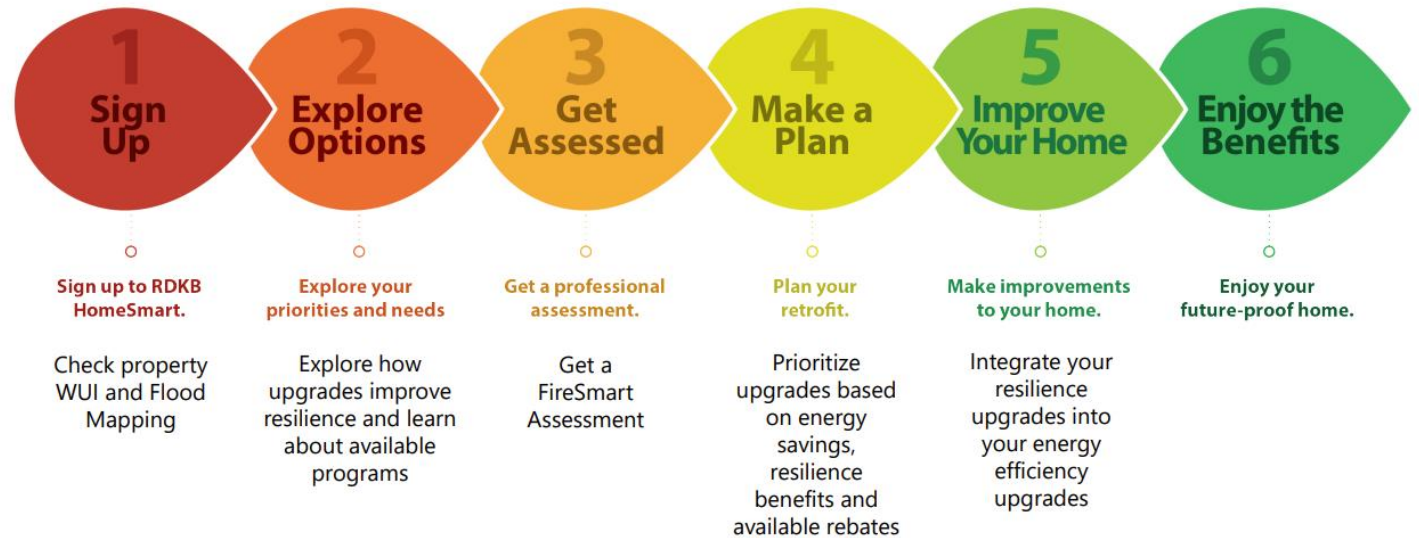 1
Sign
Up
2
Explore
Options
3
Get
Assessed
4
Make a
Plan
5
Improve
Your Home
6
Enjoy the
Benefits
Sign up to RDKB
HomeSmart.
Explore your
priorities and needs
Get a professional
assessment.
Plan your
retrofit.
Make improvements
to your home.
Enjoy your
future-proof home.
Check property
WUI and Flood
Mapping
Explore how
upgrades improve
resilience and learn
about available
programs
Get a
FireSmart
Assessment
Prioritize
upgrades based
on energy
savings,
resilience
benefits and
available rebates
Integrate your
resilience
upgrades into
your energy
efficiency
upgrades